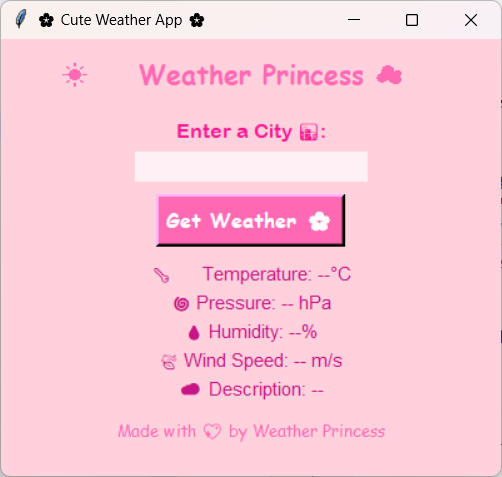 Cute Weather App
Weather Princess
Enter a City :
Get Weather
Temperature: --°C
Pressure: -- hPa
Humidity: --%
Wind Speed: -- m/s
Description: --
Made with by Weather Princess